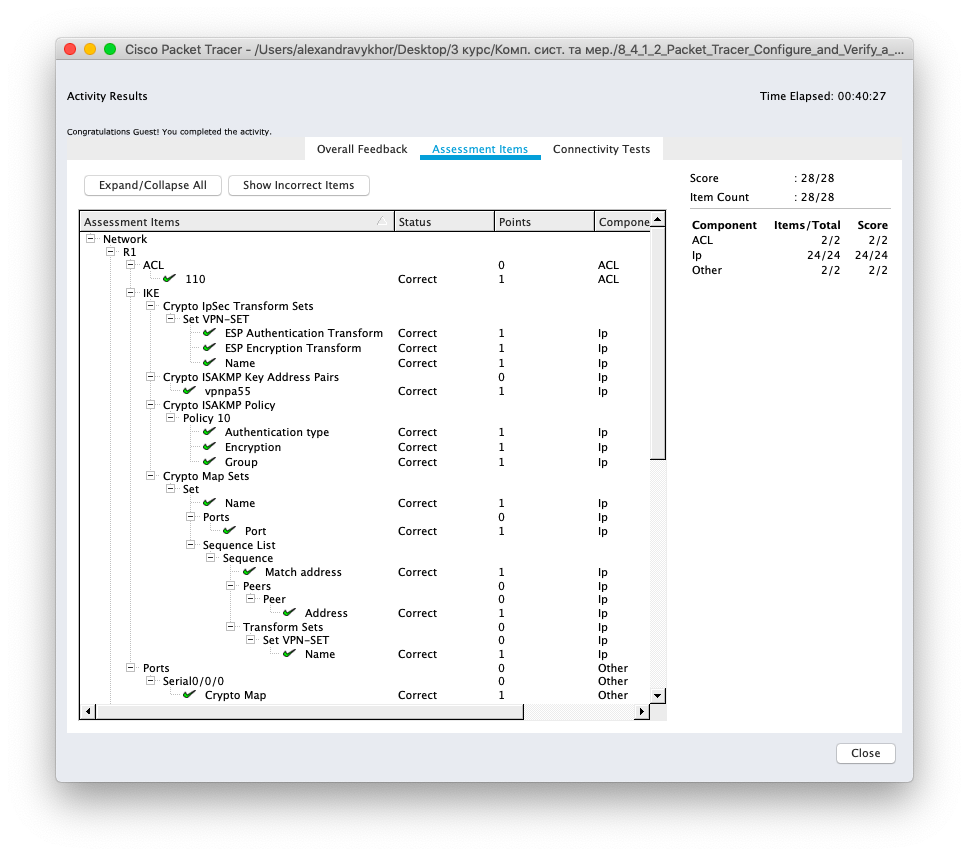 Cisco Packet Tracer - /Users/alexandravykhor/Desktop/3 курс/Комп. сист. та мер./8_4_1_2_Packet_Tracer_Configure_and_Verify_a_...
Activity Results
Time Elapsed: 00:40:27
Congratulations Guest! You completed the activity.
Overall Feedback Assessment Items Connectivity Tests
Expand/Collapse All Show Incorrect Items
Assessment Items Status Points Compone
Network
R1
ACL 0 ACL
110 Correct 1 ACL
IKE
Crypto IpSec Transform Sets
Set VPN-SET
ESP Authentication Transform Correct 1 Ip
ESP Encryption Transform Correct 1 Ip
Name Correct 1 Ip
Crypto ISAKMP Key Address Pairs 0 Ip
vpnpa55 Correct 1 Ip
Crypto ISAKMP Policy
Policy 10
Authentication type Correct 1 Ip
Encryption Correct 1 Ip
Group Correct 1 Ip
Crypto Map Sets
Set
Name Correct 1 Ip
Ports 0 Ip
Port Correct 1 Ip
Sequence List
Sequence
Match address Correct 1 Ip
Peers 0 Ip
Peer 0 Ip
Address Correct 1 Ip
Transform Sets 0 Ip
Set VPN-SET 0 Ip
Name Correct 1 Ip
Ports 0 Other
Serial0/0/0 0 Other
Crypto Map Correct 1 Other
Score : 28/28
Item Count : 28/28
Component Items/Total Score
ACL 2/2 2/2
Ip 24/24 24/24
Other 2/2 2/2
Close